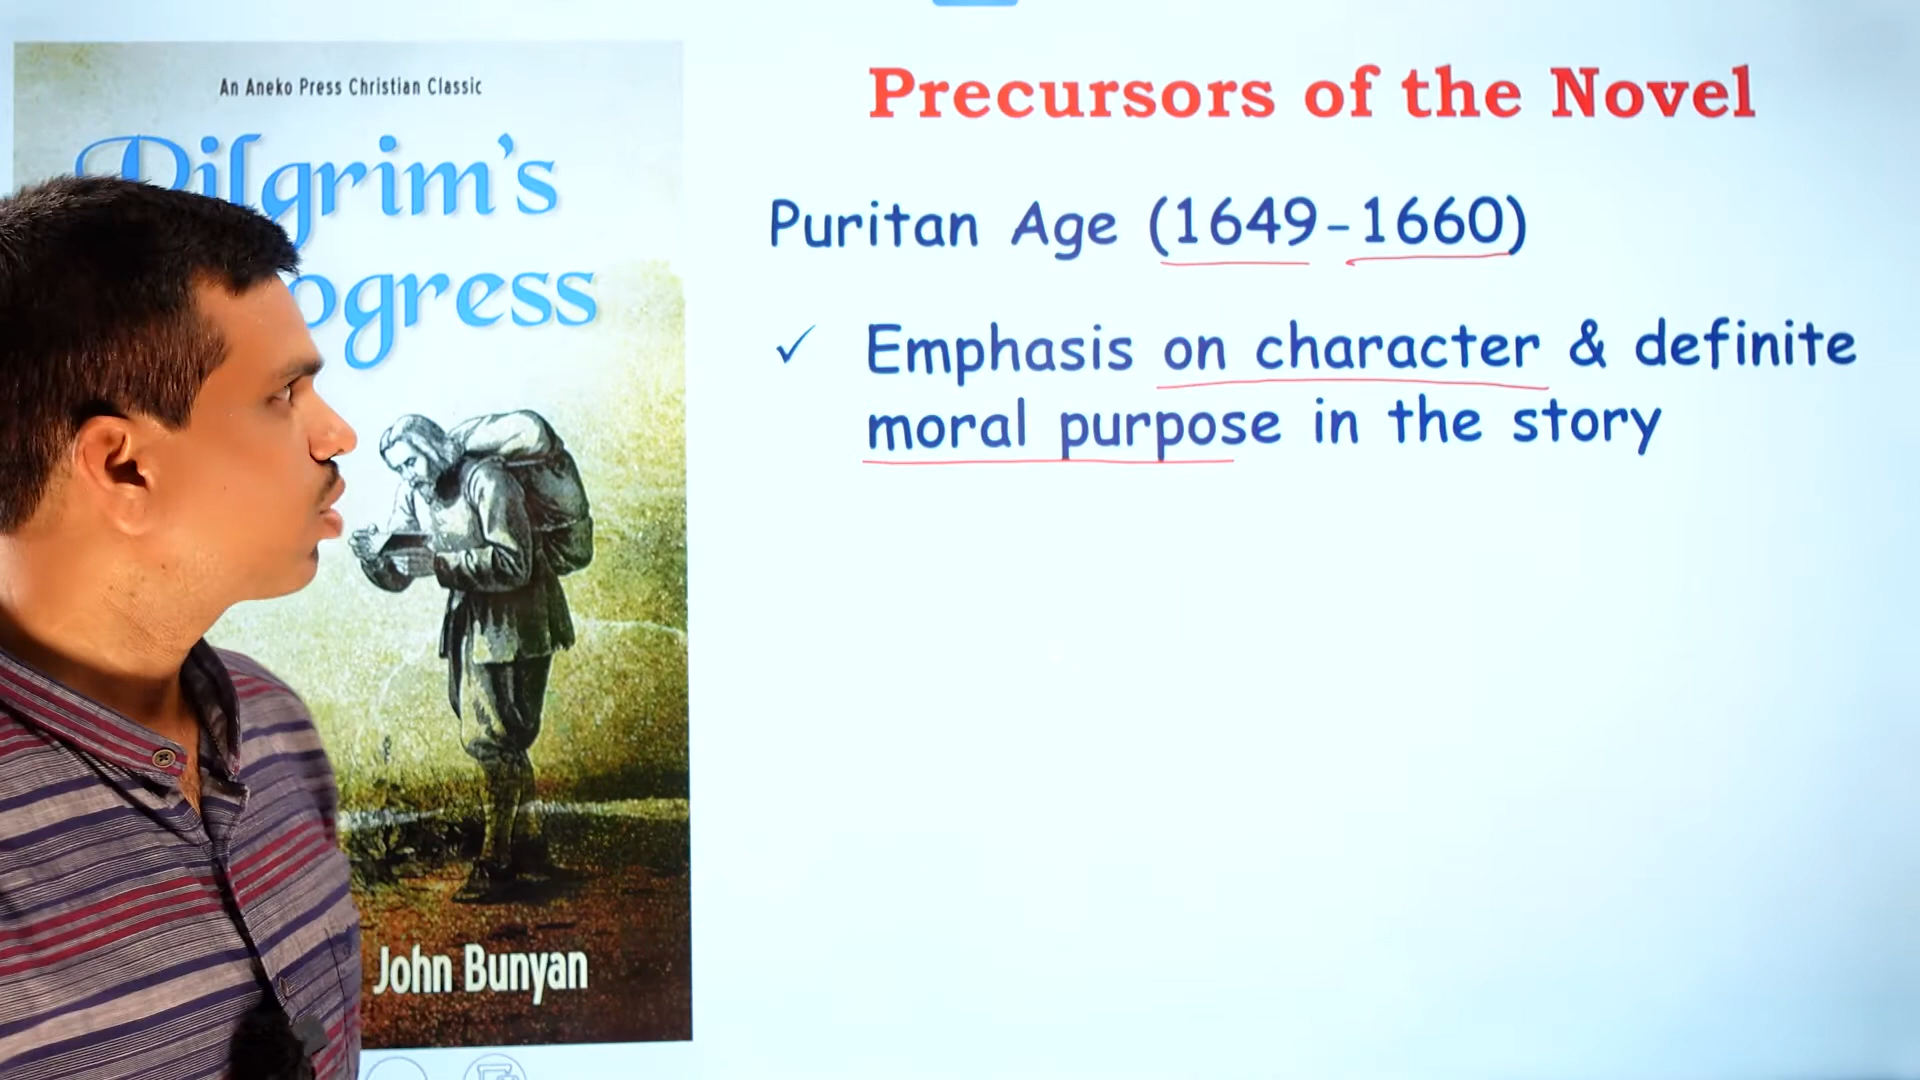 An Aneko Press Christian Classic
Pilgrim's
Progress
John Bunyan
Precursors of the Novel
Puritan Age (1649-1660)
✓ Emphasis on character & definite
moral purpose in the story